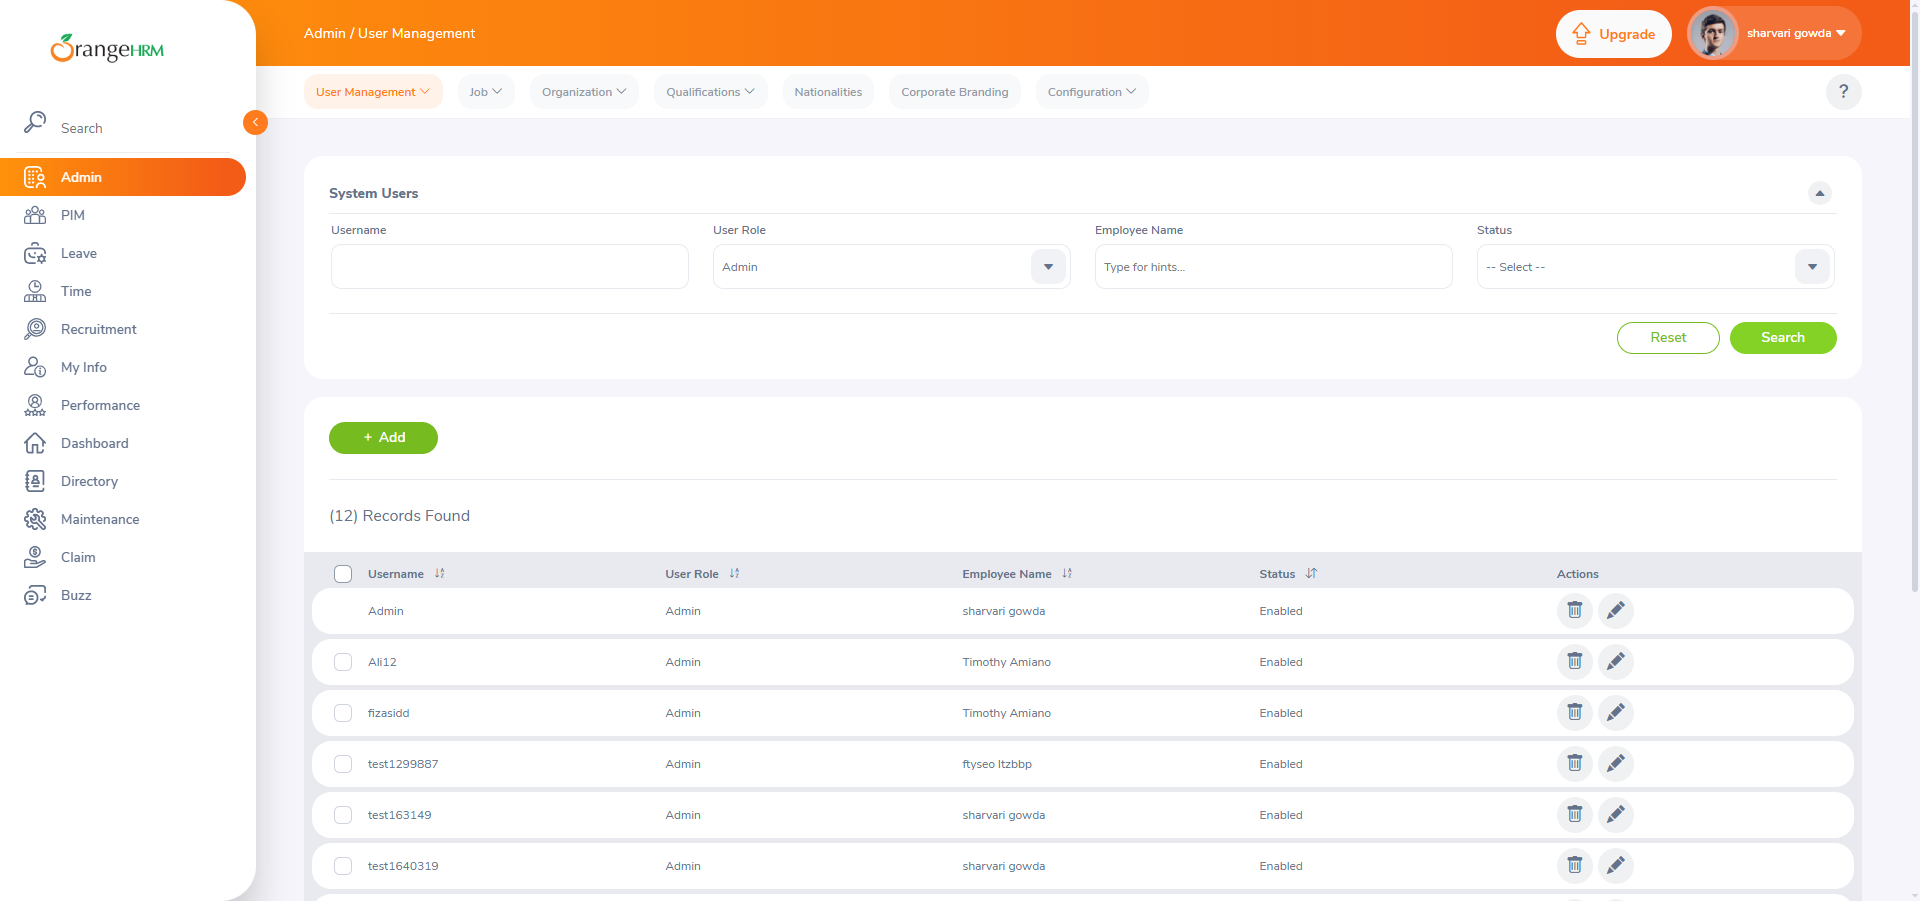 OrangeHRM
Admin / User Management
Upgrade
sharvari gowda
User Management
Job
Organization
Qualifications
Nationalities
Corporate Branding
Configuration
?
Search
Admin
PIM
Leave
Time
Recruitment
My Info
Performance
Dashboard
Directory
Maintenance
Claim
Buzz
System Users
Username
User Role
Employee Name
Status
Admin
Type for hints...
-- Select --
Reset
Search
+ Add
(12) Records Found
Username User Role Employee Name Status Actions
Admin Admin sharvari gowda Enabled
Ali12 Admin Timothy Amiano Enabled
fizasidd Admin Timothy Amiano Enabled
test1299887 Admin ftyseo ltzbbp Enabled
test163149 Admin sharvari gowda Enabled
test1640319 Admin sharvari gowda Enabled